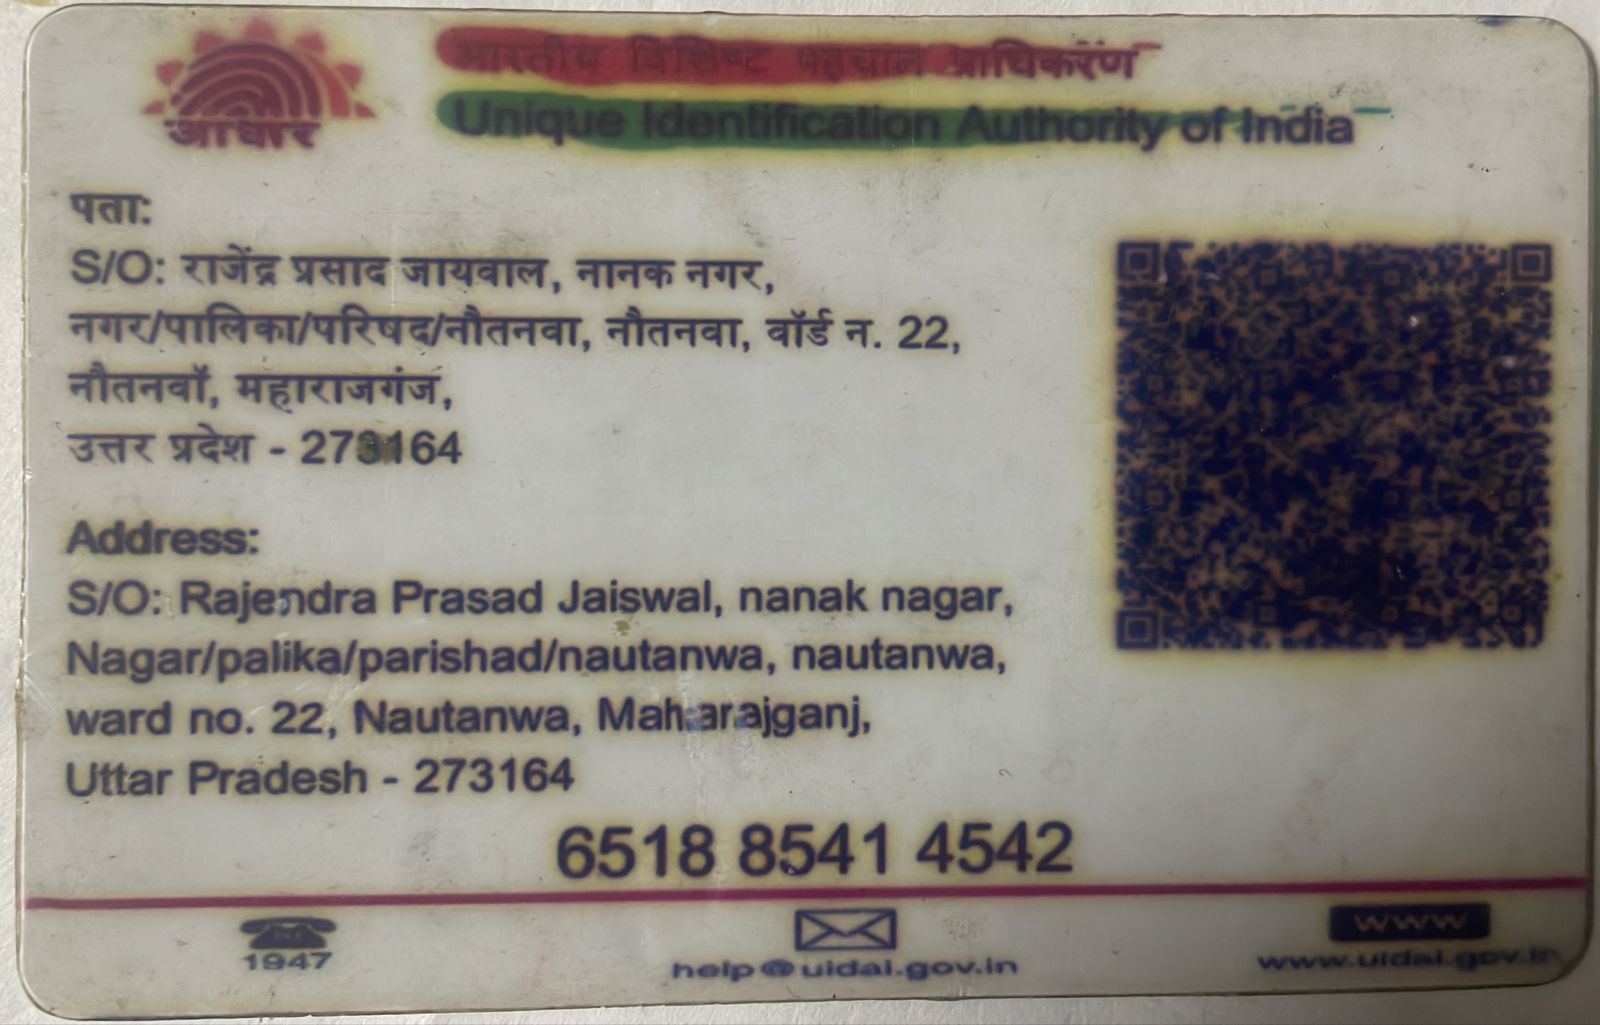 आधार
भारतीय विशिष्ट पहचान प्राधिकरण
Unique Identification Authority of India
पता:
S/O: राजेंद्र प्रसाद जायवाल, नानक नगर,
नगर/पालिका/परिषद/नौतनवा, नौतनवा, वॉर्ड न. 22,
नौतनवॉ, महाराजगंज,
उत्तर प्रदेश - 273164
Address:
S/O: Rajendra Prasad Jaiswal, nanak nagar,
Nagar/palika/parishad/nautanwa, nautanwa,
ward no. 22, Nautanwa, Maharajganj,
Uttar Pradesh - 273164
6518 8541 4542
1947
help@uidai.gov.in
www
www.uidai.gov.in